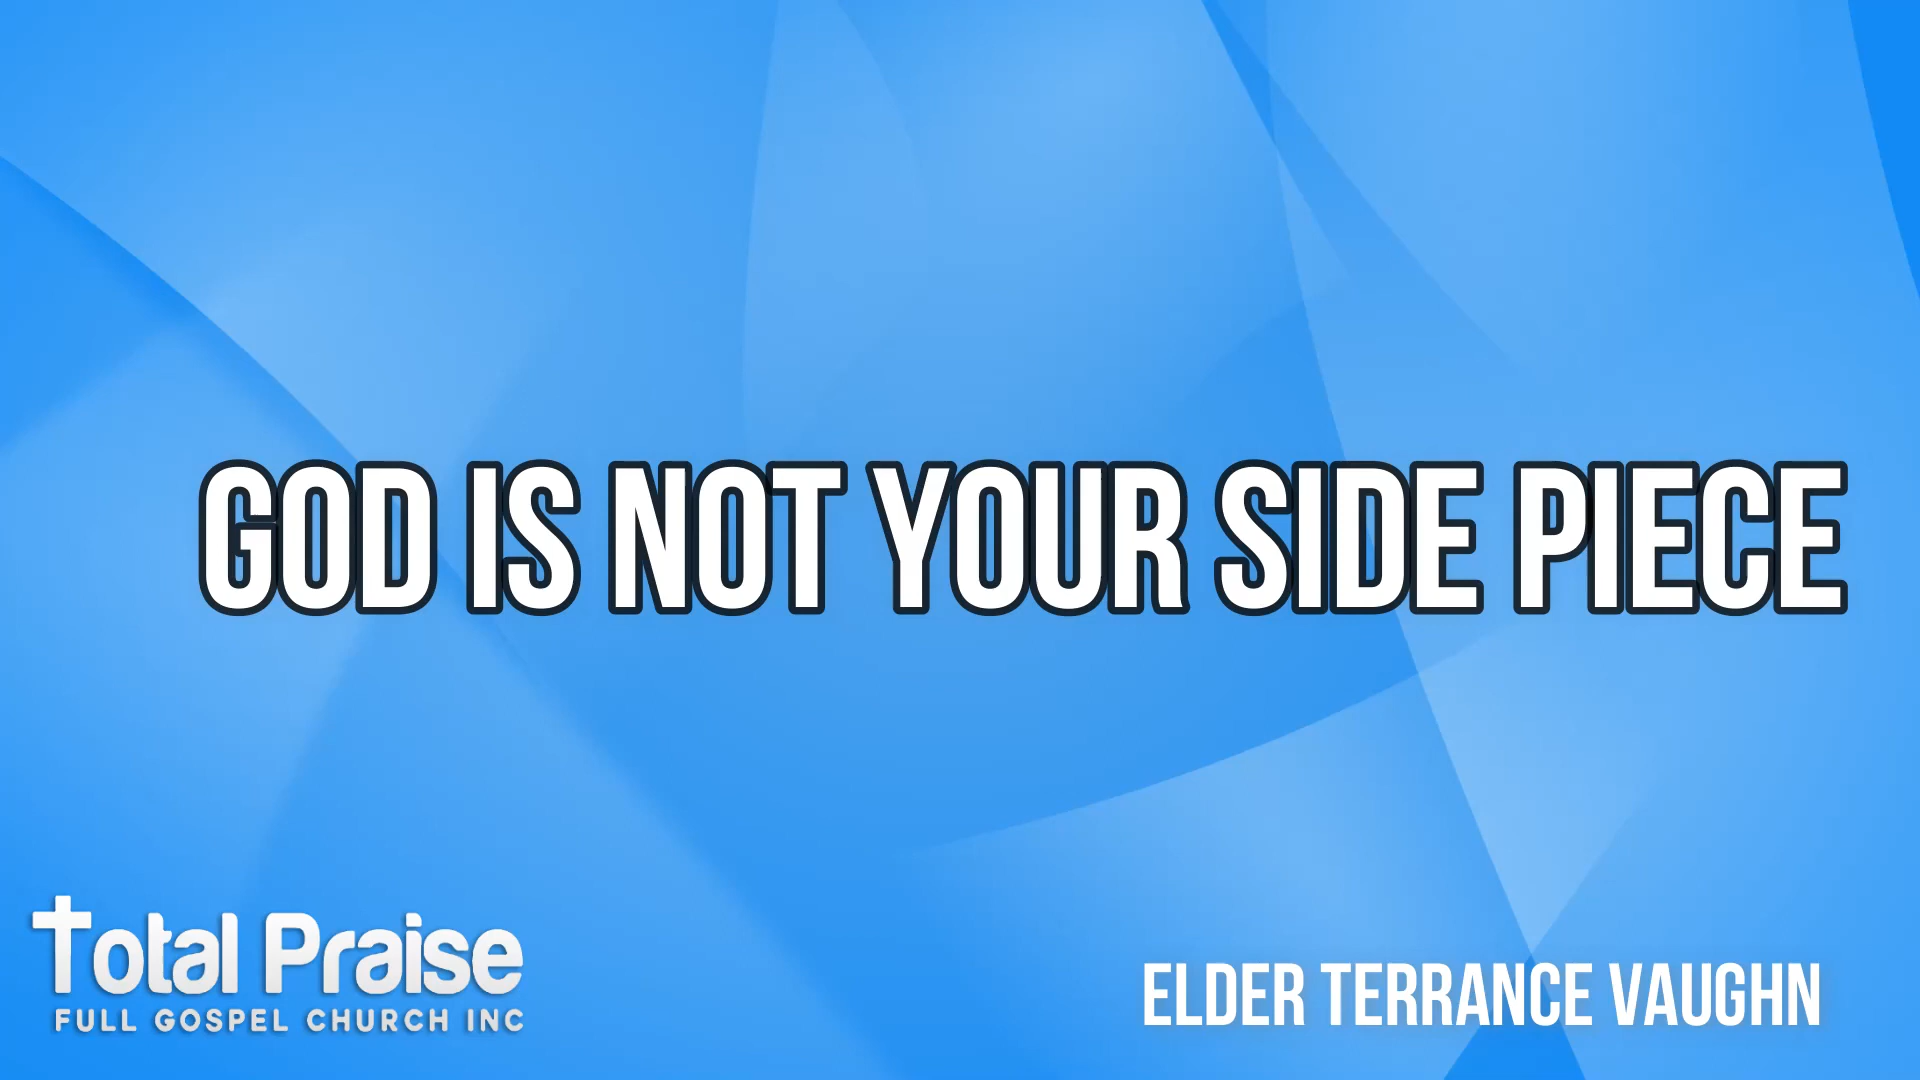 GOD IS NOT YOUR SIDE PIECE
Total Praise
FULL GOSPEL CHURCH INC
ELDER TERRANCE VAUGHN